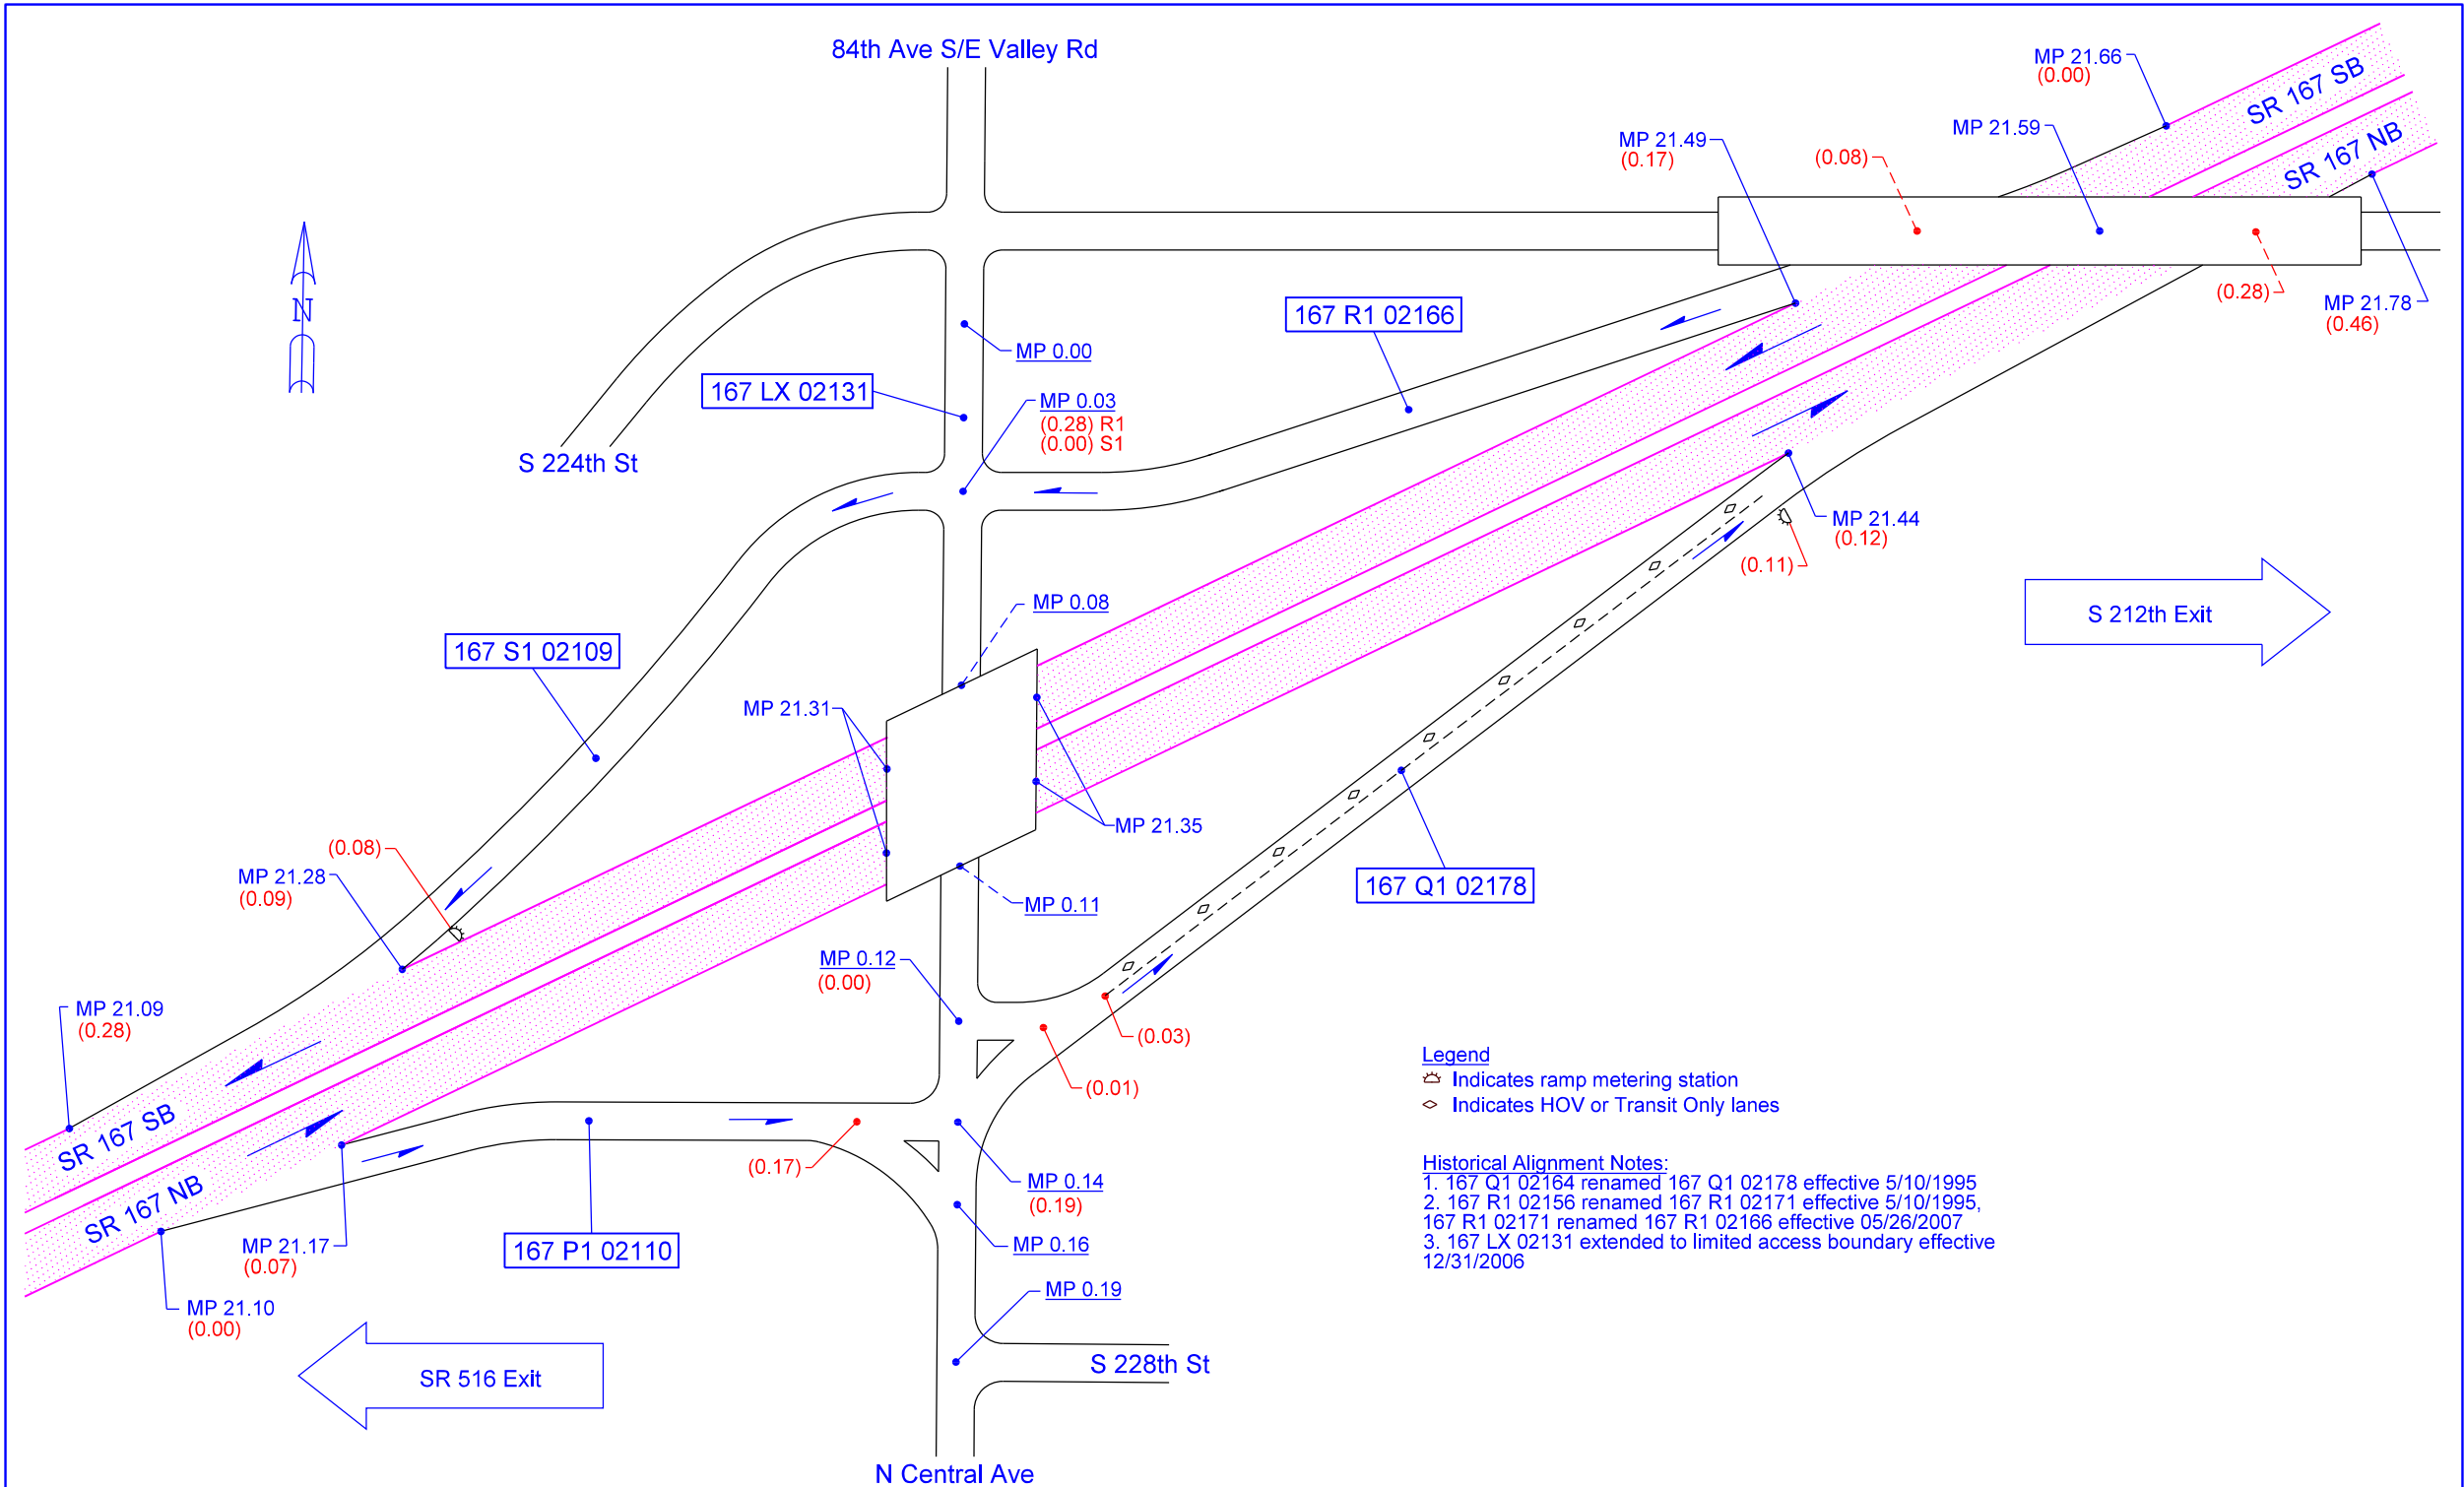 84th Ave S/E Valley Rd
MP 21.66
(0.00)
SR 167 SB
MP 21.59
SR 167 NB
MP 21.49
(0.17)
(0.08)
(0.28)
MP 21.78
(0.46)
N
167 R1 02166
MP 0.00
167 LX 02131
MP 0.03
(0.28) R1
(0.00) S1
S 224th St
MP 21.44
(0.12)
(0.11)
MP 0.08
S 212th Exit
167 S1 02109
MP 21.31
MP 21.35
(0.08)
MP 21.28
(0.09)
167 Q1 02178
MP 0.11
MP 0.12
(0.00)
MP 21.09
(0.28)
(0.03)
(0.01)
Legend
Indicates ramp metering station
Indicates HOV or Transit Only lanes
SR 167 SB
(0.17)
MP 0.14
(0.19)
SR 167 NB
MP 21.17
(0.07)
167 P1 02110
MP 0.16
Historical Alignment Notes:
1. 167 Q1 02164 renamed 167 Q1 02178 effective 5/10/1995
2. 167 R1 02156 renamed 167 R1 02171 effective 5/10/1995,
167 R1 02171 renamed 167 R1 02166 effective 05/26/2007
3. 167 LX 02131 extended to limited access boundary effective
12/31/2006
MP 21.10
(0.00)
MP 0.19
SR 516 Exit
S 228th St
N Central Ave